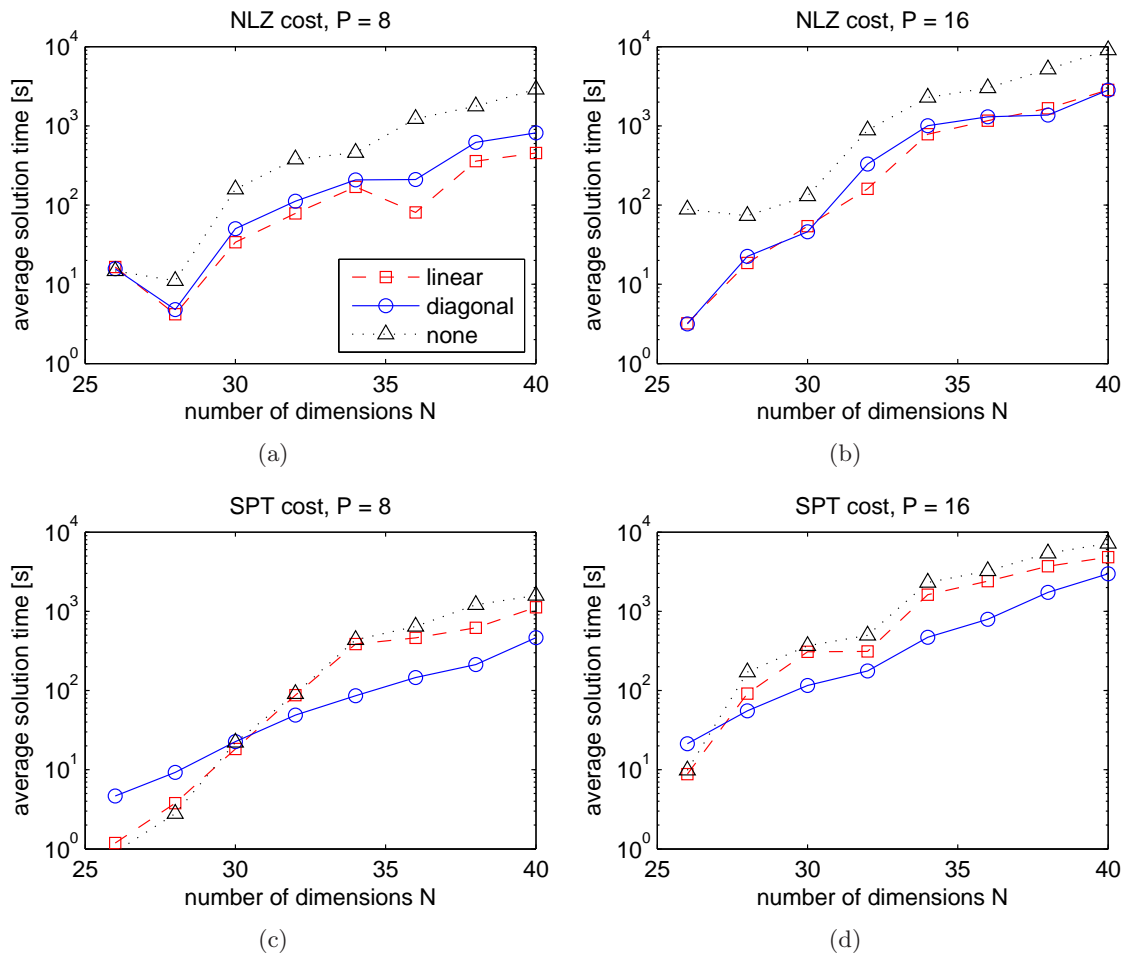 NLZ cost, P = 8
average solution time [s]
10^4
10^3
10^2
10^1
10^0
linear
diagonal
none
25 30 35 40
number of dimensions N
(a)
NLZ cost, P = 16
average solution time [s]
10^4
10^3
10^2
10^1
10^0
25 30 35 40
number of dimensions N
(b)
SPT cost, P = 8
average solution time [s]
10^4
10^3
10^2
10^1
10^0
25 30 35 40
number of dimensions N
(c)
SPT cost, P = 16
average solution time [s]
10^4
10^3
10^2
10^1
10^0
25 30 35 40
number of dimensions N
(d)